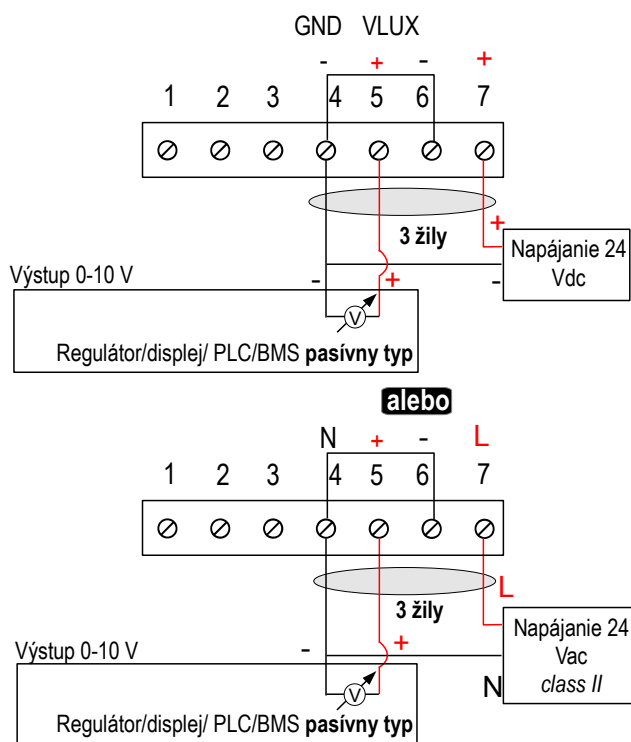 GND VLUX
- + - +
1 2 3 4 5 6 7
3 žily
+
Napájanie 24
Vdc
-
Výstup 0-10 V
- +
V
Regulátor/displej/ PLC/BMS pasívny typ
alebo
N + - L
1 2 3 4 5 6 7
L
3 žily
Napájanie 24
Vac
class II
N
Výstup 0-10 V
- +
V
Regulátor/displej/ PLC/BMS pasívny typ